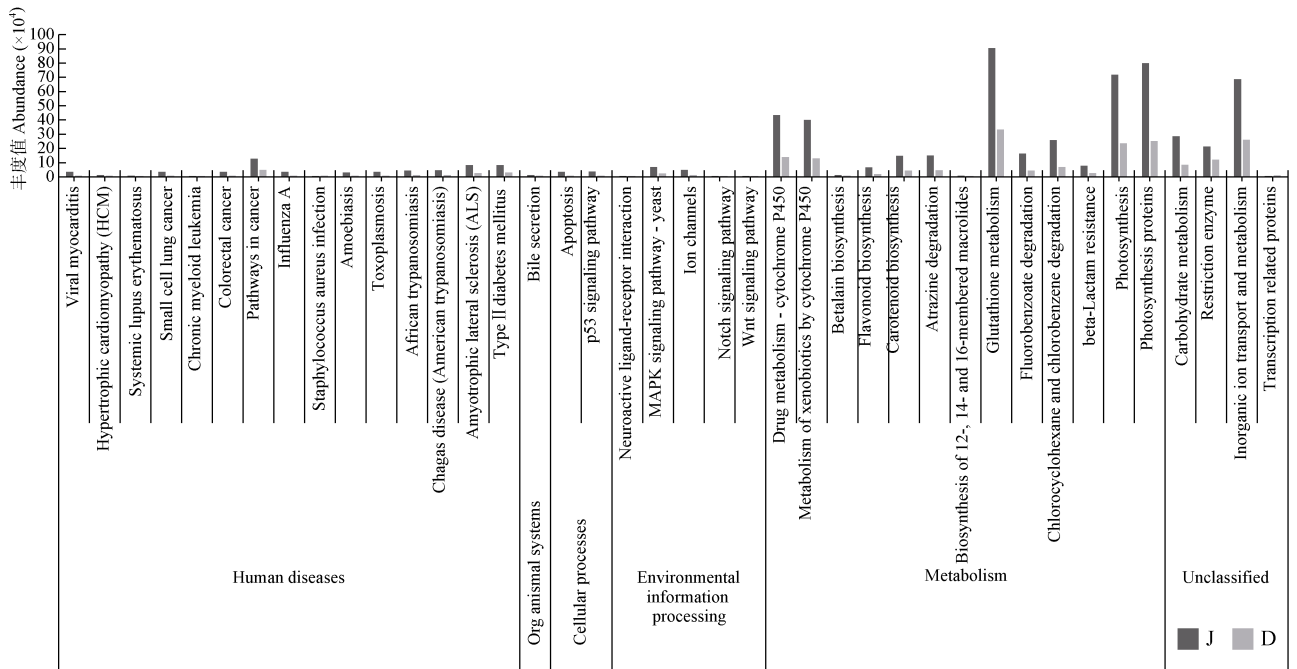 丰度值 Abundance (×10⁴)
100
90
80
70
60
50
40
30
20
10
0
Viral myocarditis
Hypertrophic cardiomyopathy (HCM)
Systemic lupus erythematosus
Small cell lung cancer
Chronic myeloid leukemia
Colorectal cancer
Pathways in cancer
Influenza A
Staphylococcus aureus infection
Amoebiasis
Toxoplasmosis
African trypanosomiasis
Chagas disease (American trypanosomiasis)
Amyotrophic lateral sclerosis (ALS)
Type II diabetes mellitus
Bile secretion
Apoptosis
p53 signaling pathway
Neuroactive ligand-receptor interaction
MAPK signaling pathway - yeast
Ion channels
Notch signaling pathway
Wnt signaling pathway
Drug metabolism - cytochrome P450
Metabolism of xenobiotics by cytochrome P450
Betalain biosynthesis
Flavonoid biosynthesis
Carotenoid biosynthesis
Atrazine degradation
Biosynthesis of 12-, 14- and 16-membered macrolides
Glutathione metabolism
Fluorobenzoate degradation
Chlorocyclohexane and chlorobenzene degradation
beta-Lactam resistance
Photosynthesis
Photosynthesis proteins
Carbohydrate metabolism
Restriction enzyme
Inorganic ion transport and metabolism
Transcription related proteins
Human diseases
Org anismal systems
Cellular processes
Environmental
information
processing
Metabolism
Unclassified
J
D